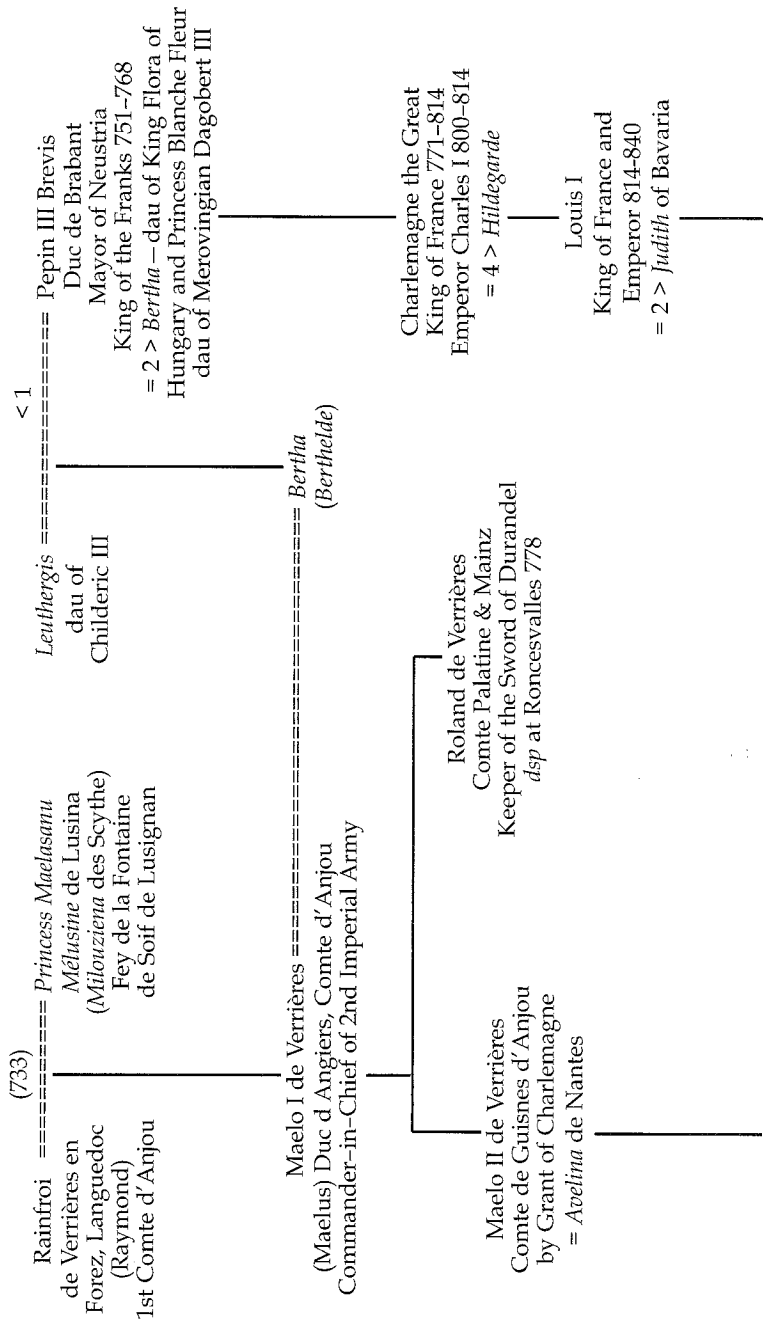 (733)
Rainfroi =========== Princess Maelasanu
de Verrières en
Forez, Languedoc
(Raymond)
1st Comte d'Anjou
Mélusine de Lusina
(Milouziena des Scythe)
Fey de la Fontaine
de Soif de Lusignan
< 1
Leuthergis ================== Pepin III Brevis
dau of
Childeric III
Duc de Brabant
Mayor of Neustria
King of the Franks 751–768
= 2 > Bertha – dau of King Flora of
Hungary and Princess Blanche Fleur
dau of Merovingian Dagobert III
Maelo I de Verrières ======================== Bertha
(Maelus) Duc d Angiers, Comte d'Anjou
Commander–in–Chief of 2nd Imperial Army
(Berthelde)
Charlemagne the Great
King of France 771–814
Emperor Charles I 800–814
= 4 > Hildegarde
Maelo II de Verrières
Comte de Guisnes d'Anjou
by Grant of Charlemagne
= Avelina de Nantes
Roland de Verrières
Comte Palatine & Mainz
Keeper of the Sword of Durandel
dsp at Roncesvalles 778
Louis I
King of France and
Emperor 814-840
= 2 > Judith of Bavaria